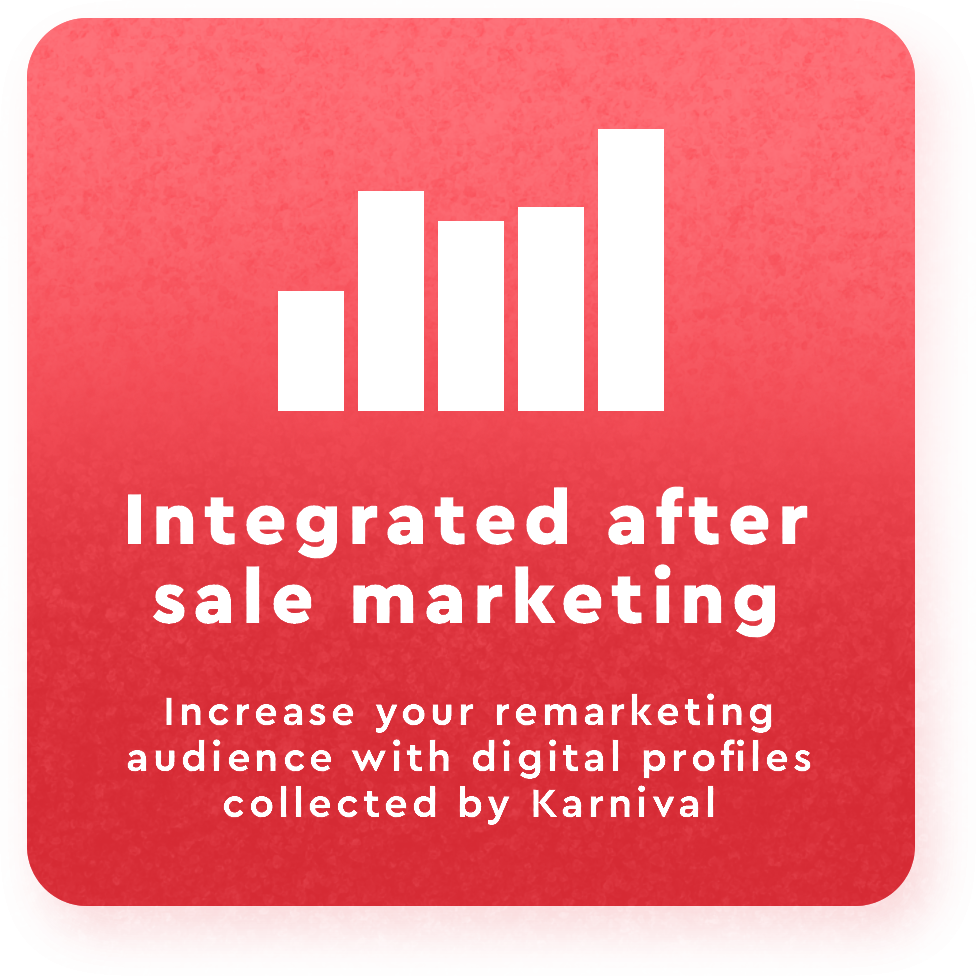 Integrated after
sale marketing
Increase your remarketing
audience with digital profiles
collected by Karnival